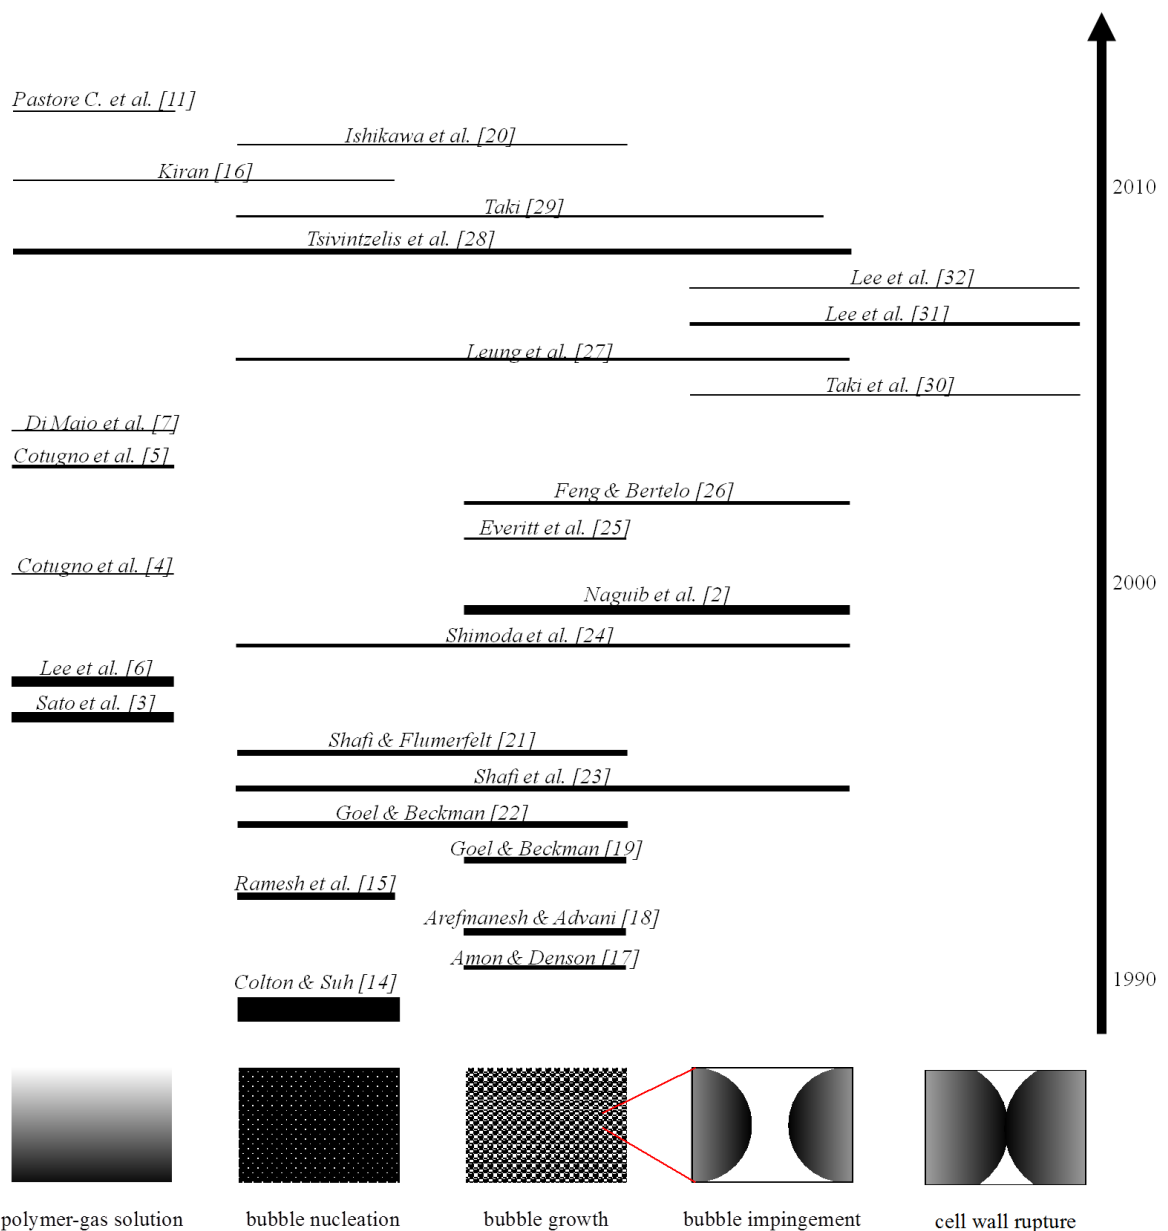 Pastore C. et al. [11]
Ishikawa et al. [20]
Kiran [16]
2010
Taki [29]
Tsivintzelis et al. [28]
Lee et al. [32]
Lee et al. [31]
Leung et al. [27]
Taki et al. [30]
Di Maio et al. [7]
Cotugno et al. [5]
Feng & Bertelo [26]
Everitt et al. [25]
Cotugno et al. [4]
2000
Naguib et al. [2]
Shimoda et al. [24]
Lee et al. [6]
Sato et al. [3]
Shafi & Flumerfelt [21]
Shafi et al. [23]
Goel & Beckman [22]
Goel & Beckman [19]
Ramesh et al. [15]
Arefmanesh & Advani [18]
Amon & Denson [17]
Colton & Suh [14]
1990
polymer-gas solution
bubble nucleation
bubble growth
bubble impingement
cell wall rupture